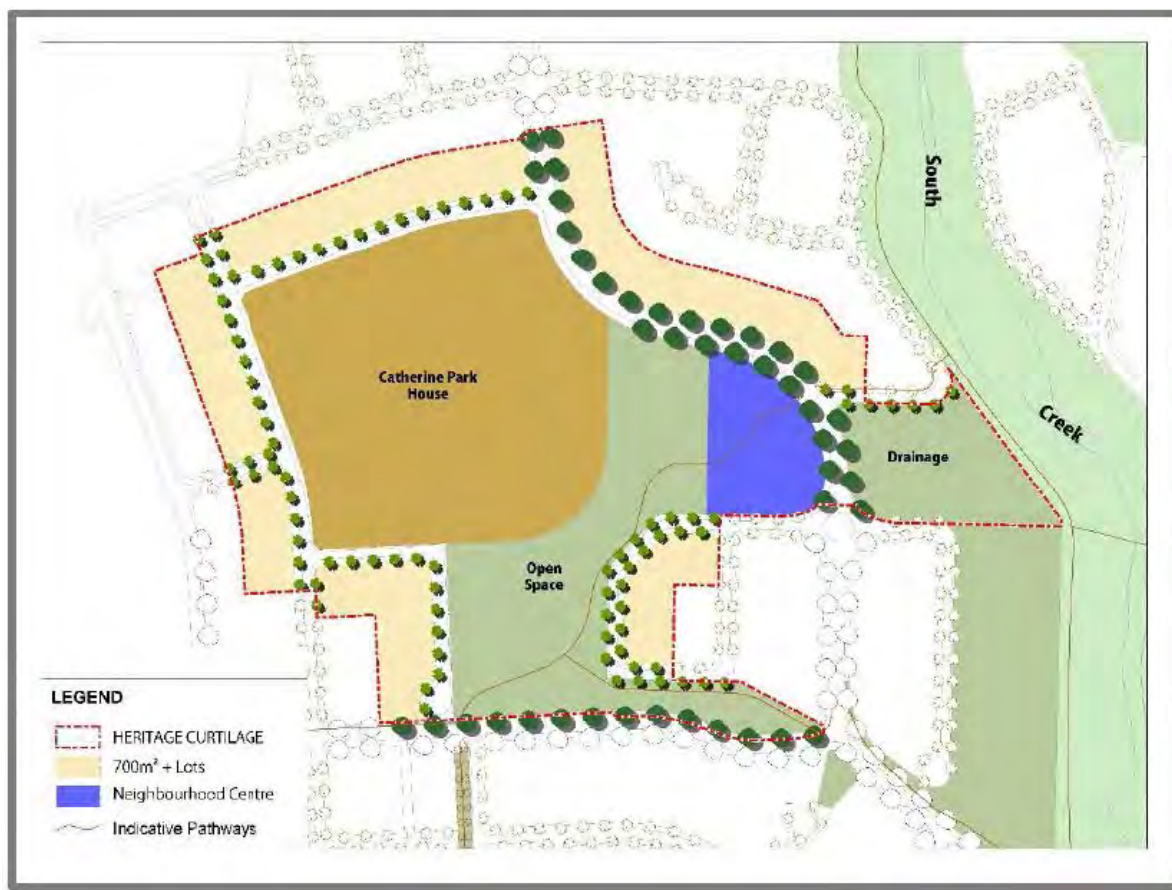 South
Creek
Catherine Park
House
Drainage
Open
Space
LEGEND
HERITAGE CURTILAGE
700m² + Lots
Neighbourhood Centre
Indicative Pathways